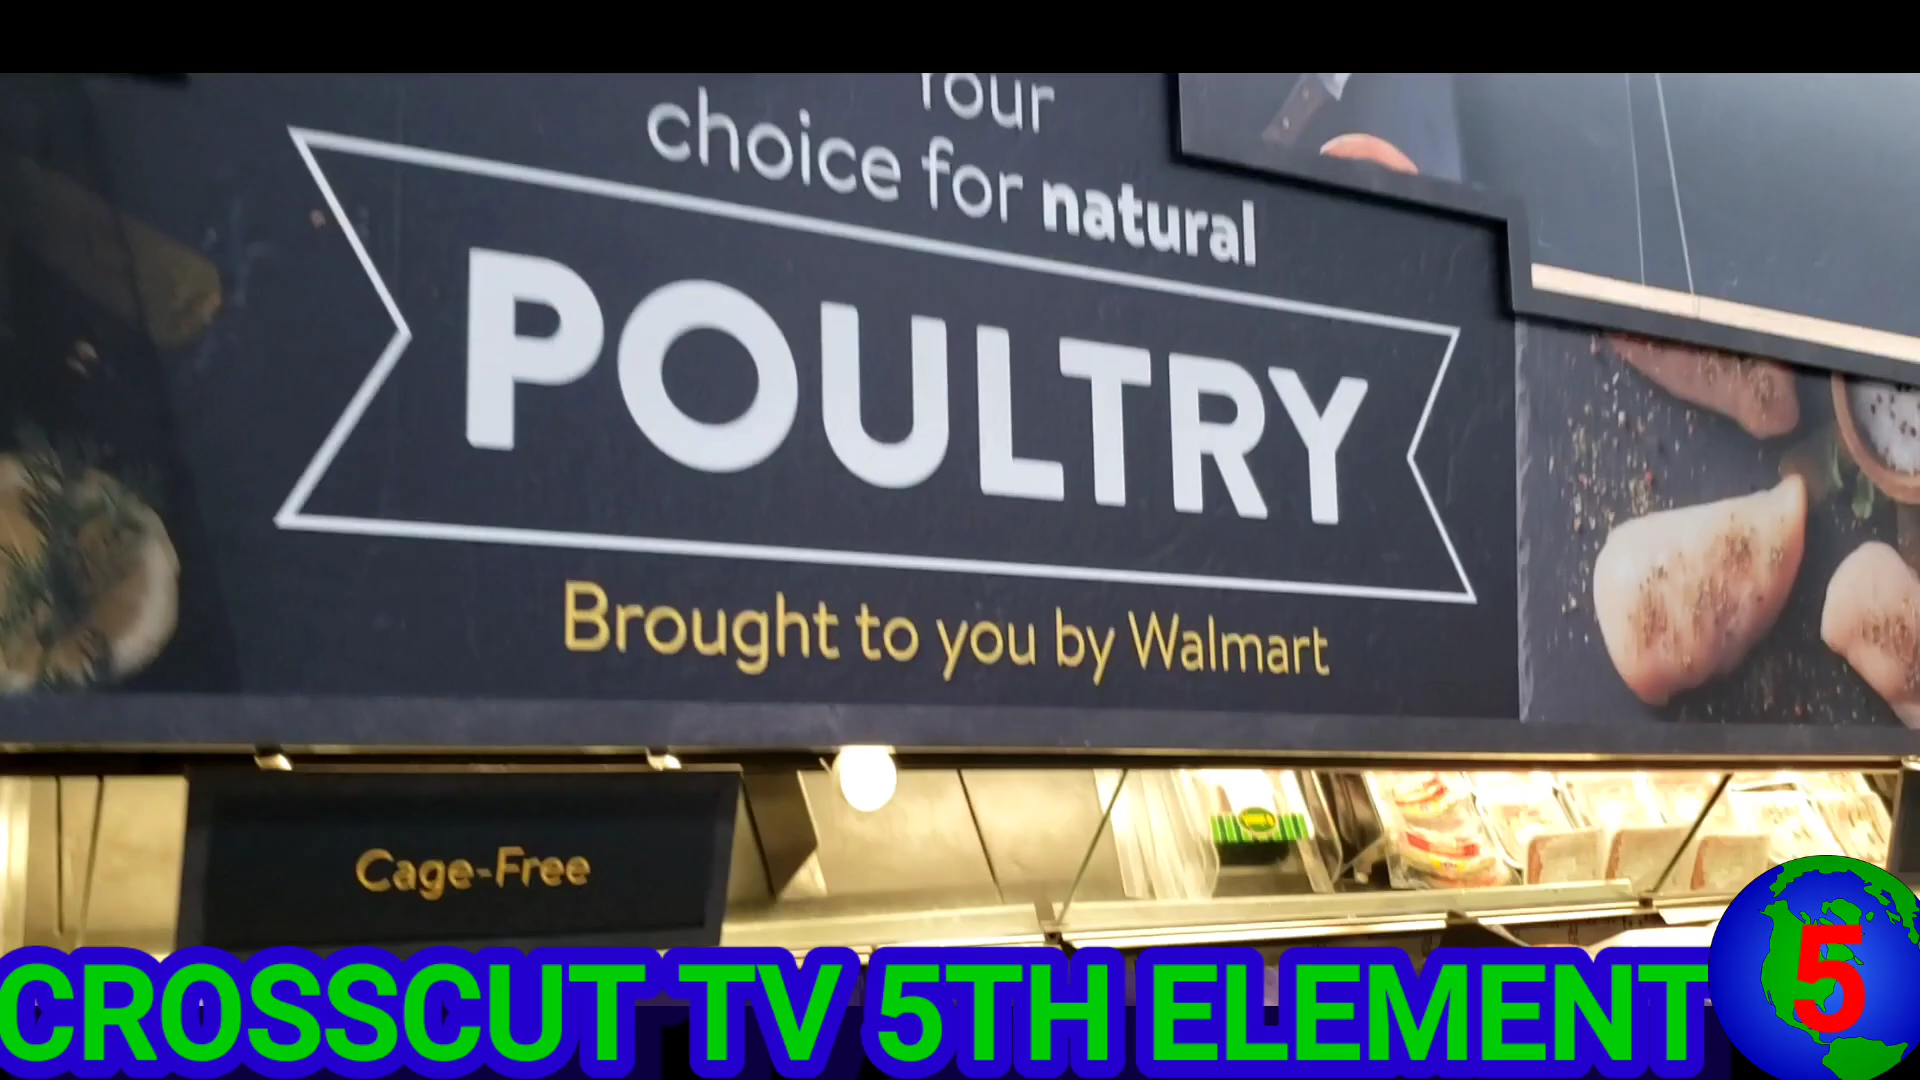 Your
choice for natural
POULTRY
Brought to you by Walmart
Cage-Free
CROSSCUT TV 5TH ELEMENT
5